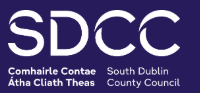 SDCC
Comhairle Contae South Dublin
Átha Cliath Theas County Council